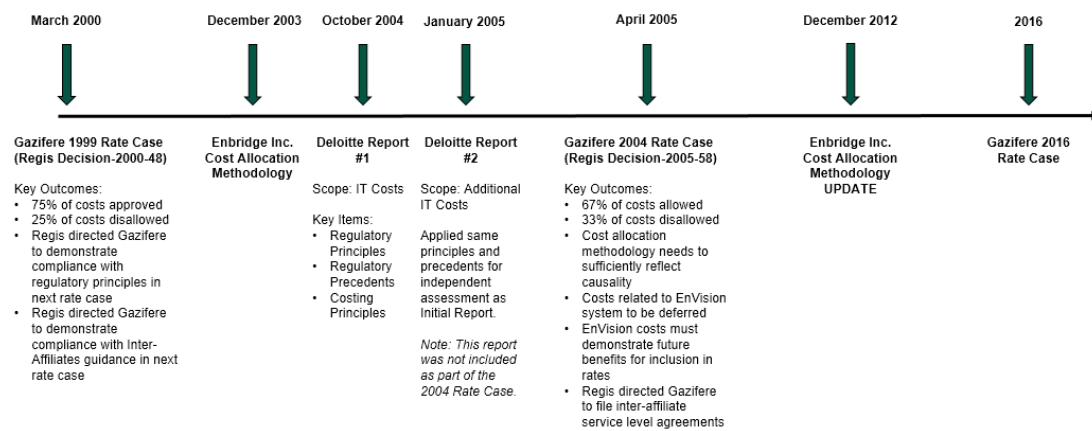 March 2000
December 2003
October 2004
January 2005
April 2005
December 2012
2016
Gazifere 1999 Rate Case
(Regis Decision-2000-48)
Key Outcomes:
• 75% of costs approved
• 25% of costs disallowed
• Regis directed Gazifere
to demonstrate
compliance with
regulatory principles in
next rate case
• Regis directed Gazifere
to demonstrate
compliance with Inter-
Affiliates guidance in next
rate case
Enbridge Inc.
Cost Allocation
Methodology
Deloitte Report
#1
Scope: IT Costs
Key Items:
• Regulatory
Principles
• Regulatory
Precedents
• Costing
Principles
Deloitte Report
#2
Scope: Additional
IT Costs
Applied same
principles and
precedents for
independent
assessment as
Initial Report.
Note: This report
was not included
as part of the
2004 Rate Case.
Gazifere 2004 Rate Case
(Regis Decision-2005-58)
Key Outcomes:
• 67% of costs allowed
• 33% of costs disallowed
• Cost allocation
methodology needs to
sufficiently reflect
causality
• Costs related to EnVision
system to be deferred
• EnVision costs must
demonstrate future
benefits for inclusion in
rates
• Regis directed Gazifere
to file inter-affiliate
service level agreements
Enbridge Inc.
Cost Allocation
Methodology
UPDATE
Gazifere 2016
Rate Case